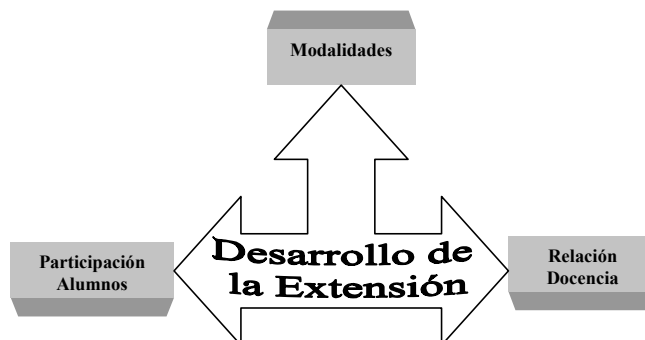 Modalidades
Participación
Alumnos
Desarrollo de
la Extensión
Relación
Docencia